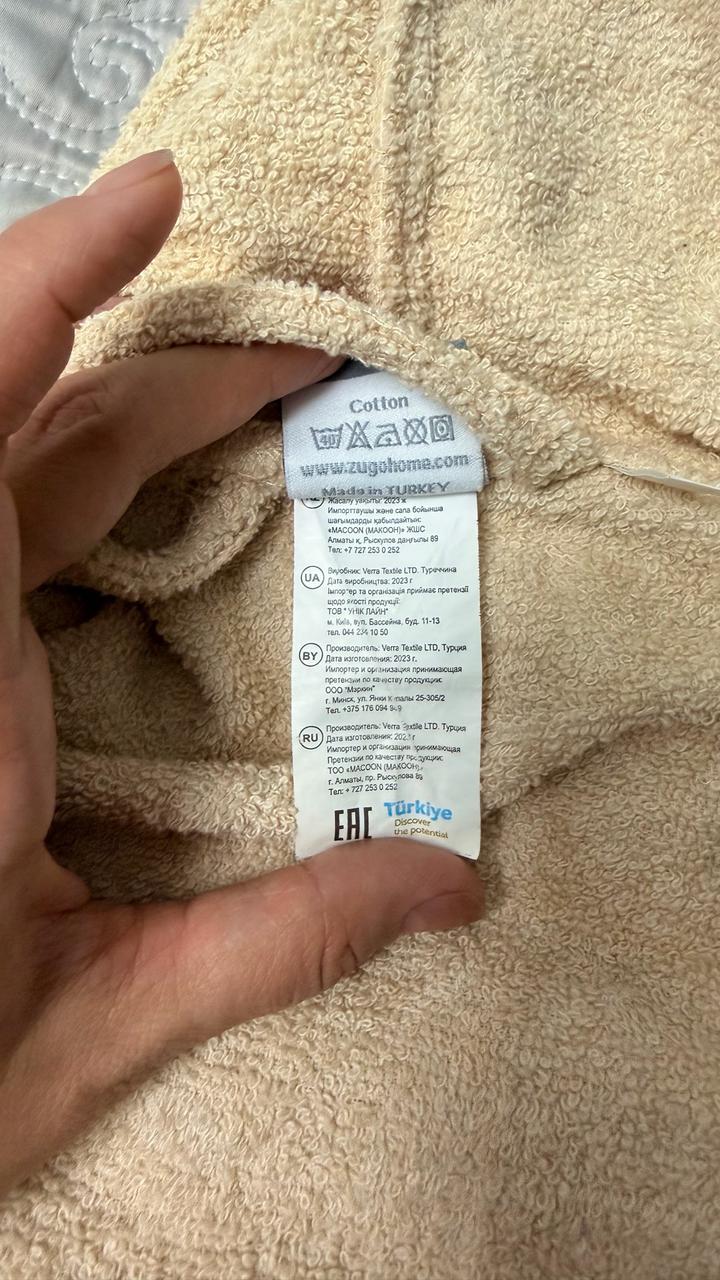 Cotton
40
www.zugohome.com
Made in TURKEY
Жасалу уақыты: 2023 ж
Импорттаушы және сапа бойынша
шағымдарды қабылдайтын:
«MACOON (МАКООН)» ЖШС
Алматы қ, Рыскулов даңғылы 89
Тел: +7 727 253 0 252
UA
Виробник: Verra Textile LTD. Туреччина
Дата виробництва: 2023 г
Імпортер та організація приймає претензії
щодо якості продукції:
ТОВ " УНІК ЛАЙН"
м. Київ, вул. Бассейна, буд. 11-13
тел. 044 234 10 50
BY
Производитель: Verra Textile LTD, Турция
Дата изготовления: 2023 г.
Импортер и организация принимающая
претензии по качеству продукции:
ООО "Мэркин"
г. Минск, ул. Янки 25-305/2
Тел. +375 176 094
RU
Производитель: Verra Textile LTD. Турция
Дата изготовления: г
Импортер и организация принимающая
Претензии по качеству продукции:
ТОО «MACOON (МАКООН)»,
г. Алматы, пр. Рыскулова 89
Тел.: + 727 253 0 252
EAC
Türkiye
Discover
the potential